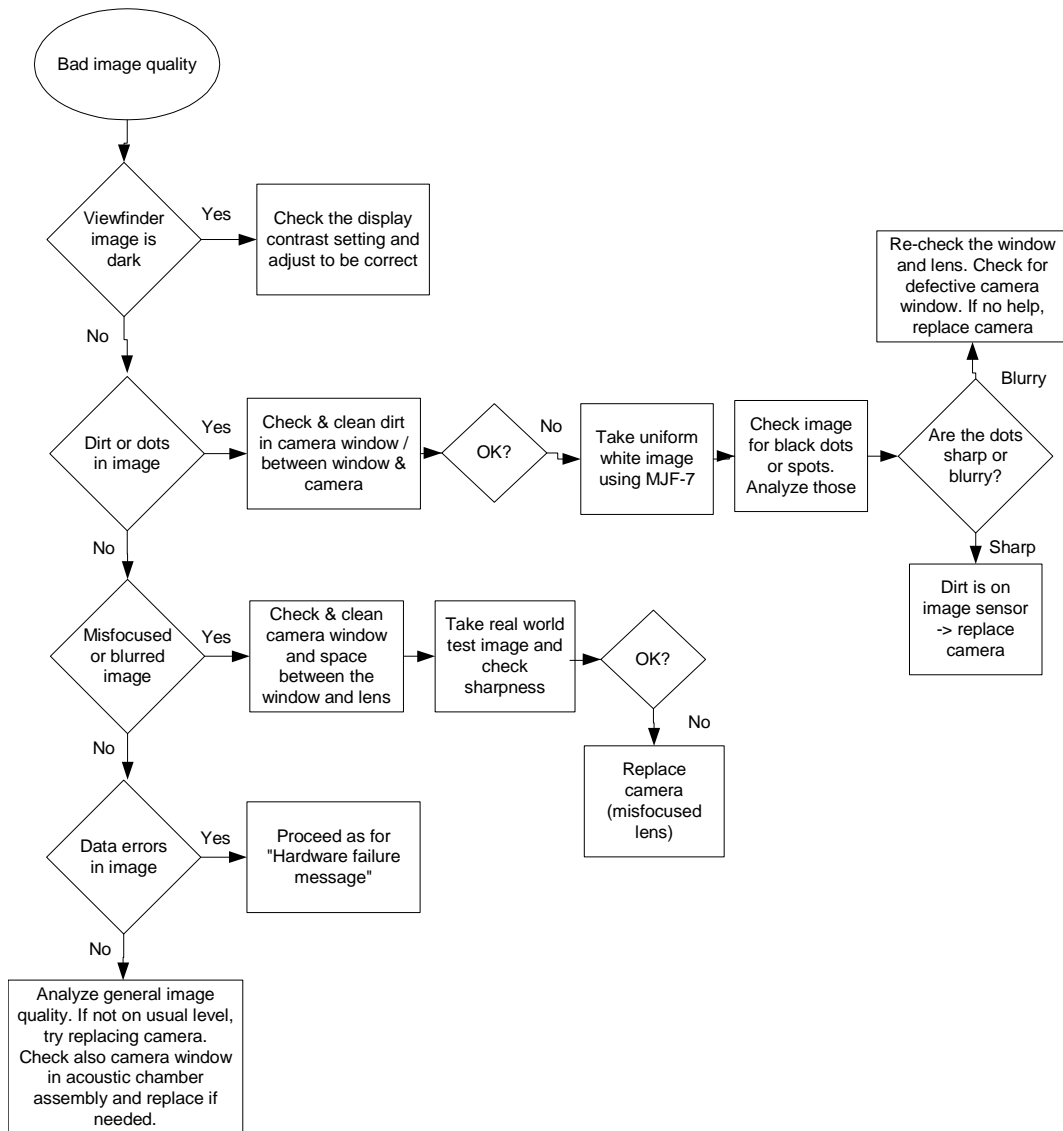 Bad image quality
Viewfinder
image is
dark
Yes
Check the display
contrast setting and
adjust to be correct
No
Dirt or dots
in image
Yes
Check & clean dirt
in camera window /
between window &
camera
OK?
No
Take uniform
white image
using MJF-7
Check image
for black dots
or spots.
Analyze those
Are the dots
sharp or
blurry?
Blurry
Re-check the window
and lens. Check for
defective camera
window. If no help,
replace camera
Sharp
Dirt is on
image sensor
-> replace
camera
No
Misfocused
or blurred
image
Yes
Check & clean
camera window
and space
between the
window and lens
Take real world
test image and
check
sharpness
OK?
No
Replace
camera
(misfocused
lens)
No
Data errors
in image
Yes
Proceed as for
"Hardware failure
message"
No
Analyze general image
quality. If not on usual level,
try replacing camera.
Check also camera window
in acoustic chamber
assembly and replace if
needed.